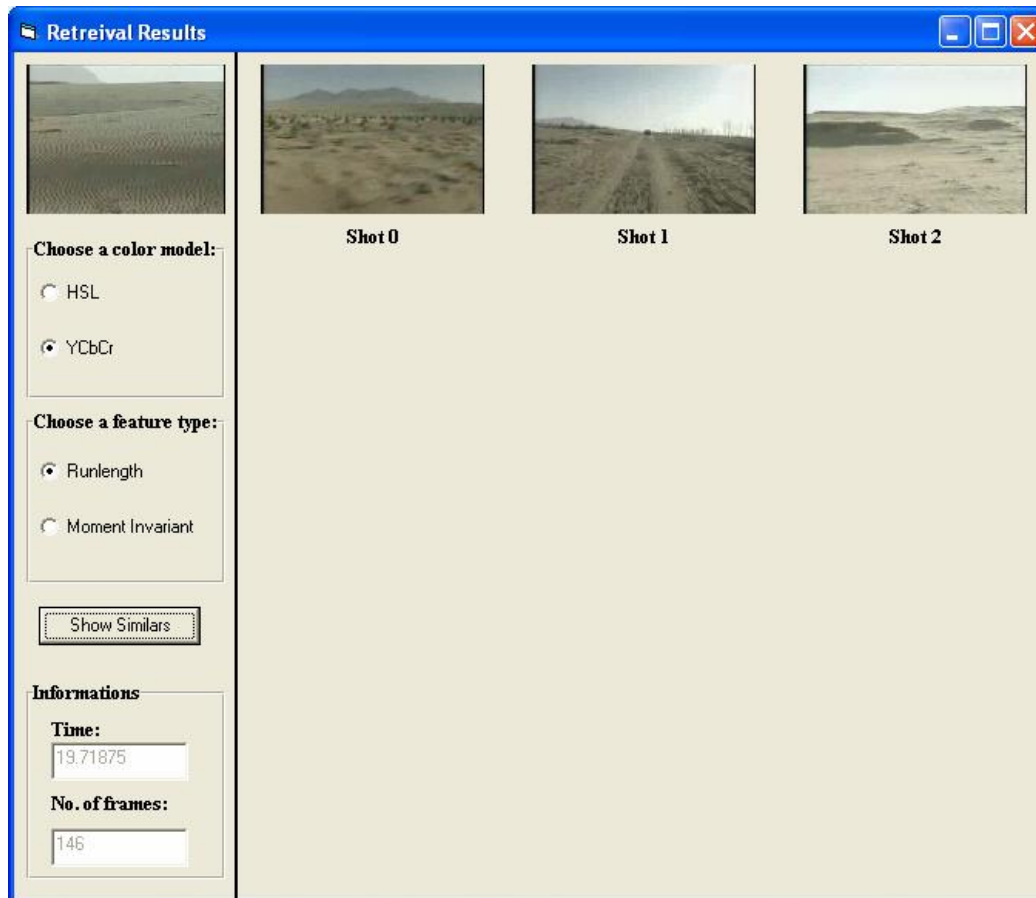 Retreival Results
Shot 0
Shot 1
Shot 2
Choose a color model:
HSL
YCbCr
Choose a feature type:
Runlength
Moment Invariant
Show Similars
Informations
Time:
19.71875
No. of frames:
146